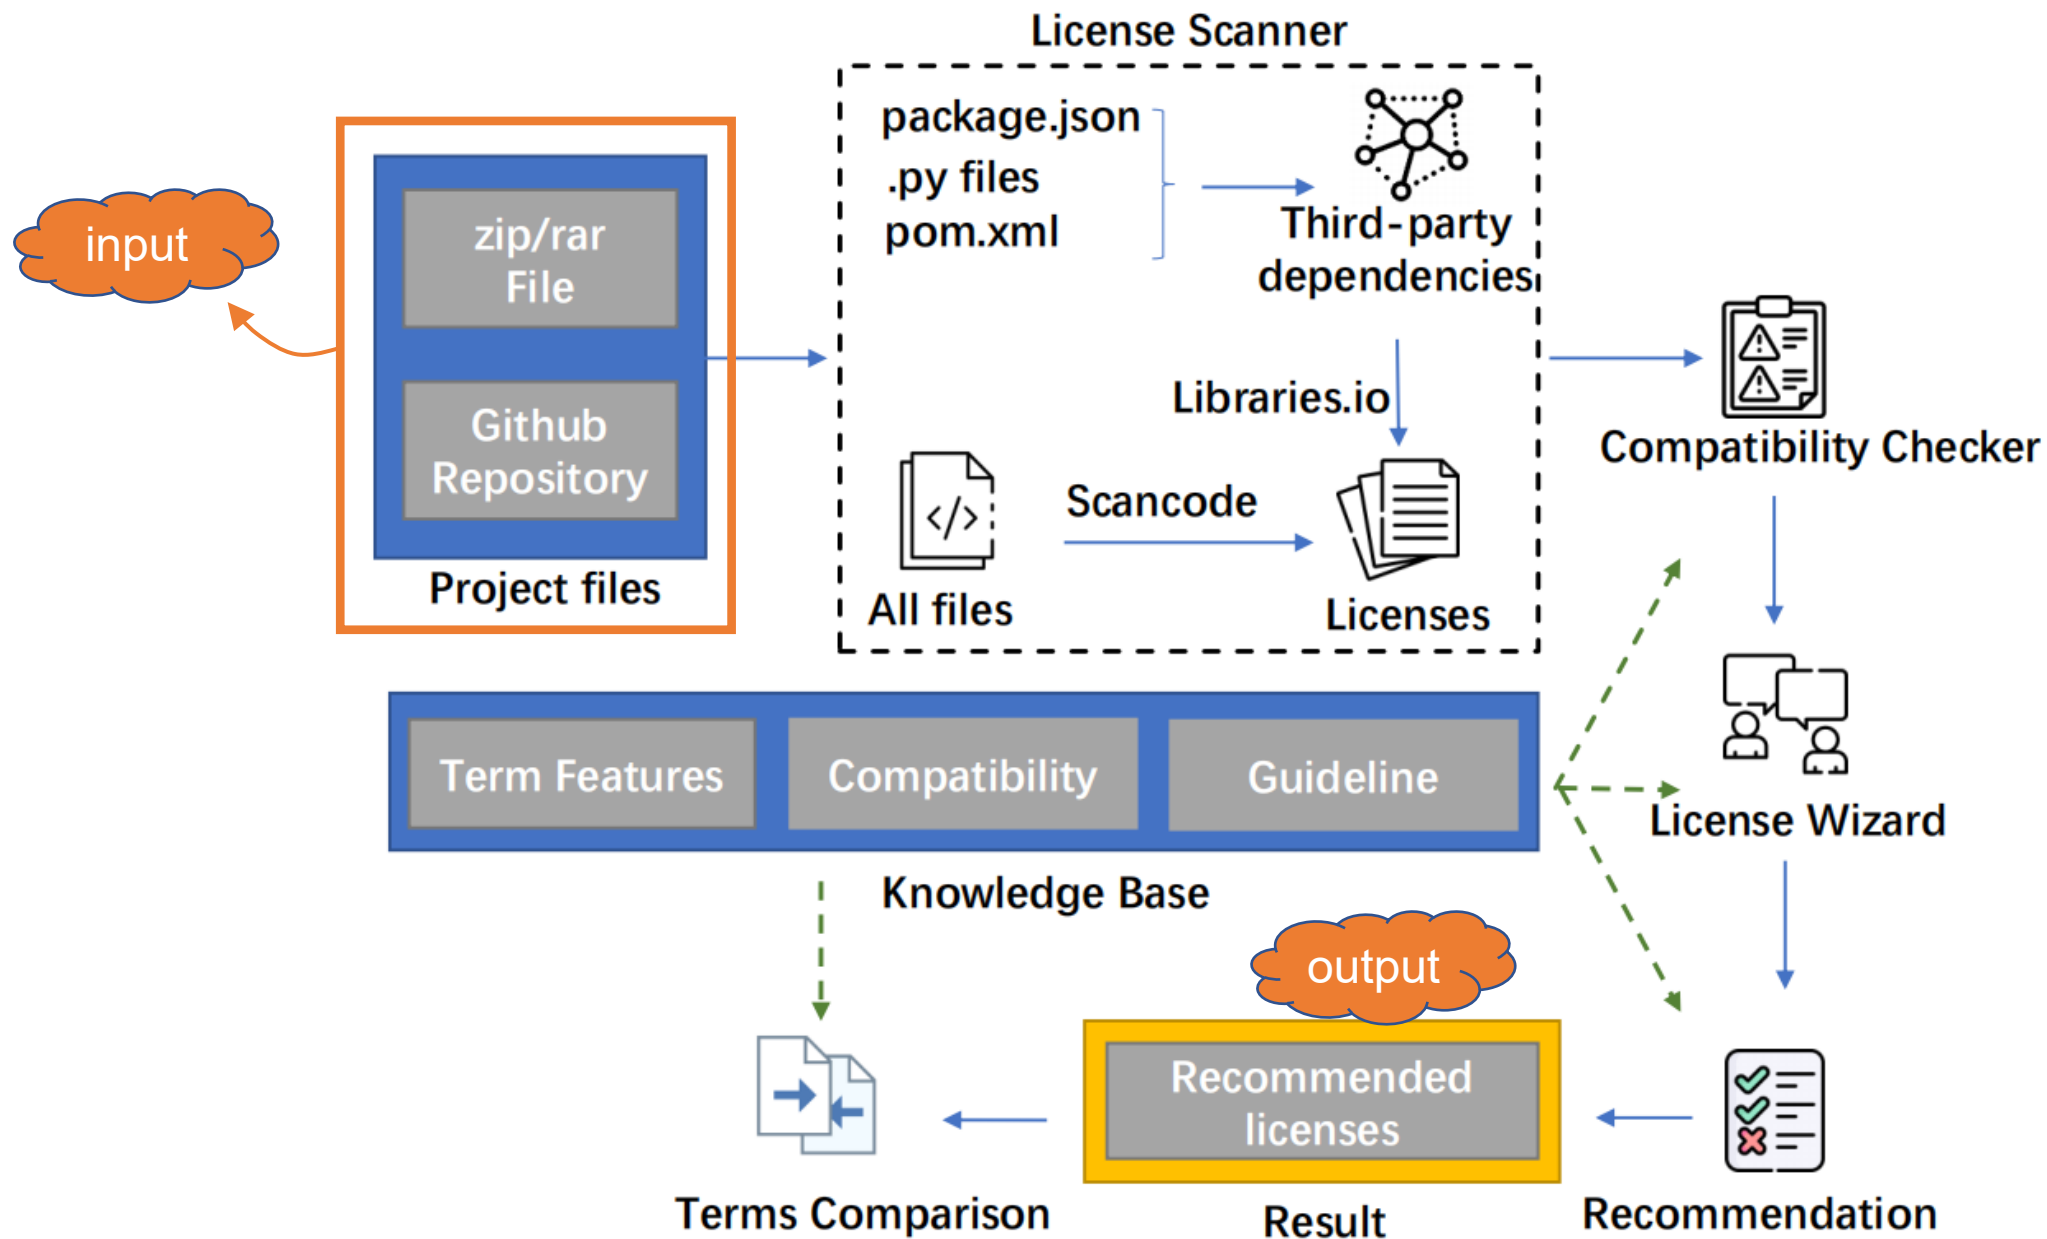 License Scanner
package.json
.py files
pom.xml
Third-party
dependencies
input
zip/rar
File
Github
Repository
Project files
Libraries.io
Scancode
All files
Licenses
Compatibility Checker
Term Features
Compatibility
Guideline
Knowledge Base
License Wizard
output
Recommended
licenses
Terms Comparison
Result
Recommendation